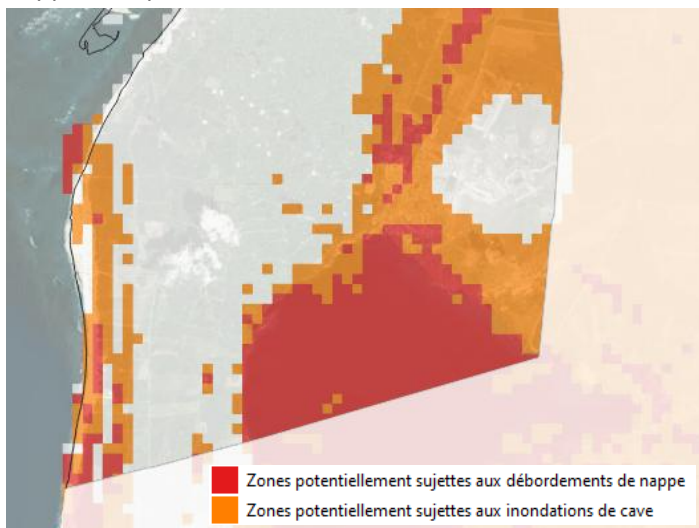 Zones potentiellement sujettes aux débordements de nappe
Zones potentiellement sujettes aux inondations de cave